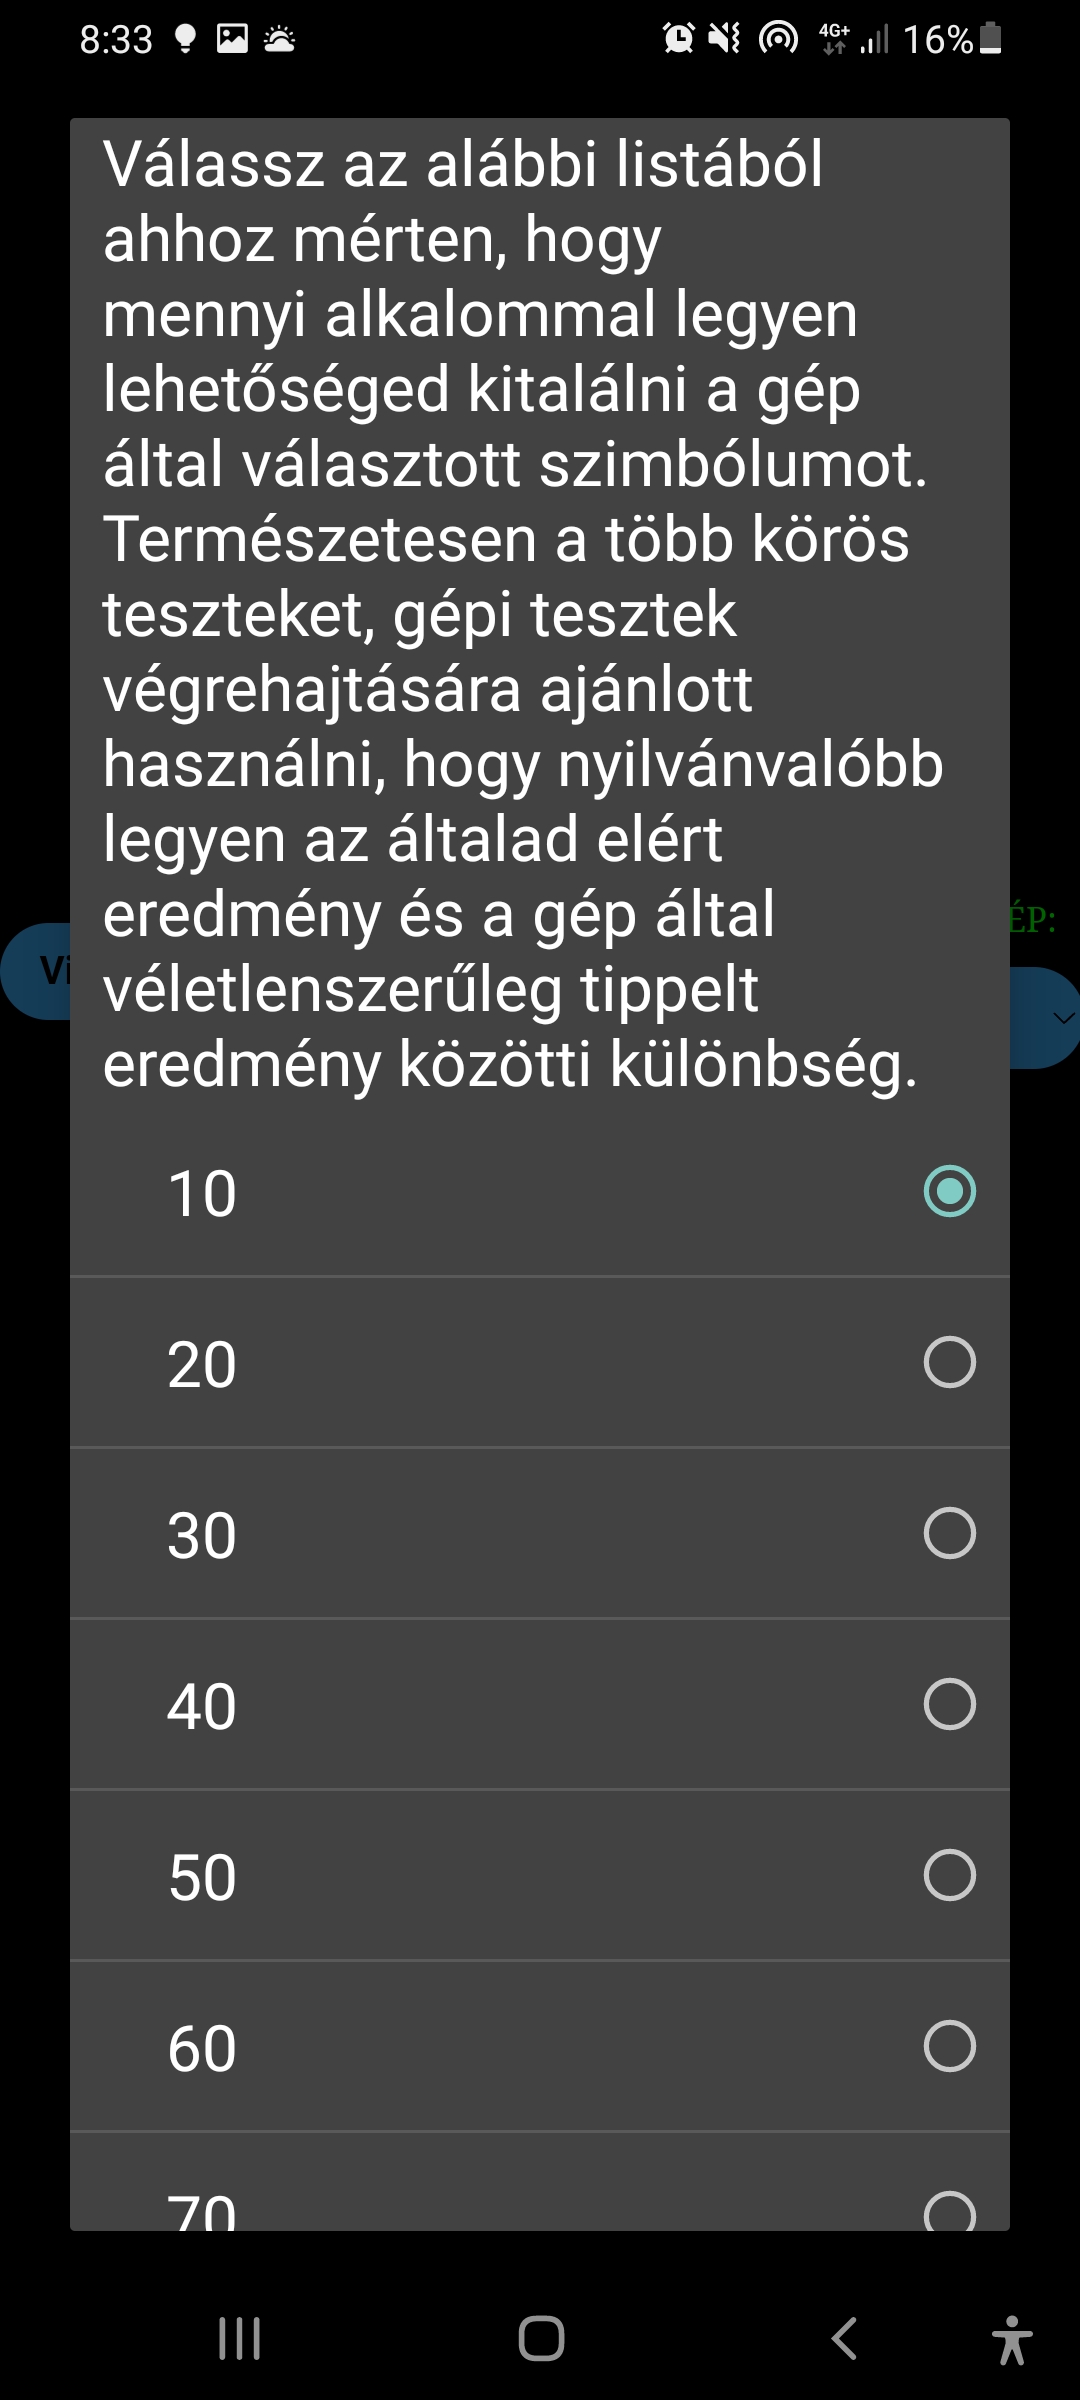 8:33
4G+
16%
Válassz az alábbi listából
ahhoz mérten, hogy
mennyi alkalommal legyen
lehetőséged kitalálni a gép
által választott szimbólumot.
Természetesen a több körös
teszteket, gépi tesztek
végrehajtására ajánlott
használni, hogy nyilvánvalóbb
legyen az általad elért
eredmény és a gép által
véletlenszerűleg tippelt
eredmény közötti különbség.
ÉP:
10
20
30
40
50
60
70